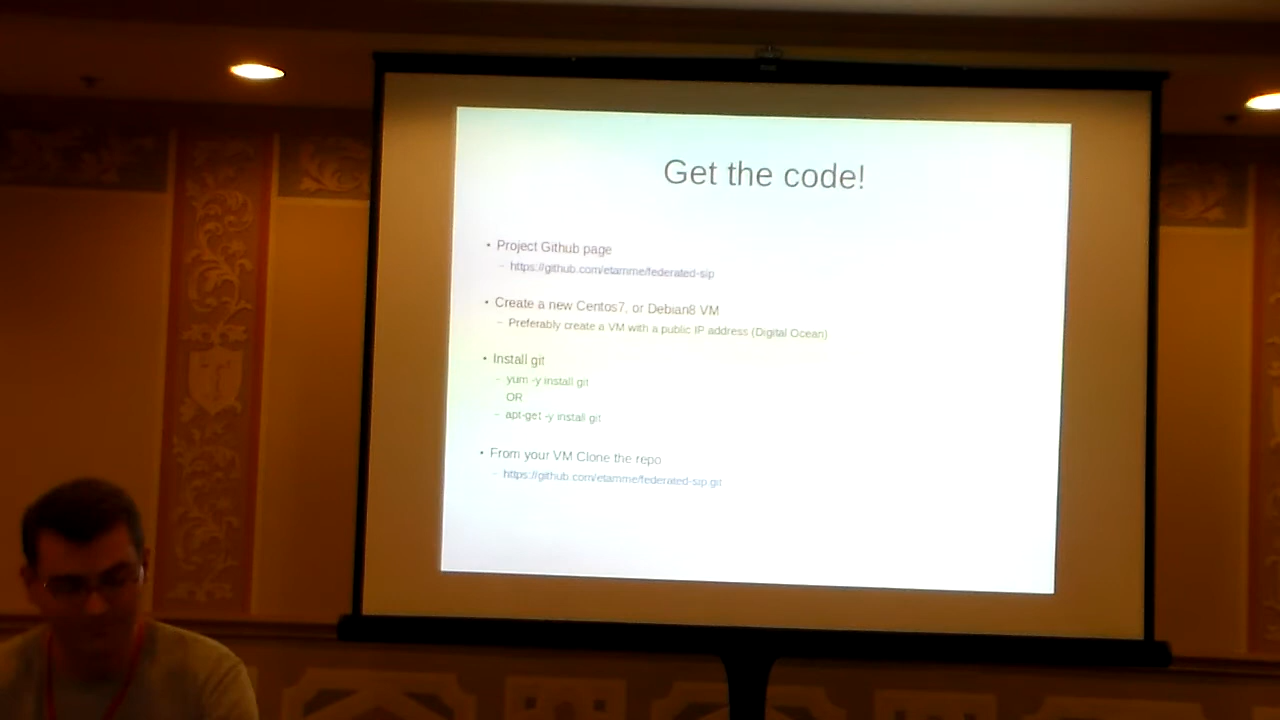 Get the code!
• Project Github page
– https://github.com/etamme/federated-sip
• Create a new Centos7, or Debian8 VM
– Preferably create a VM with a public IP address (Digital Ocean)
• Install git
– yum -y install git
OR
– apt-get -y install git
• From your VM Clone the repo
– https://github.com/etamme/federated-sip.git